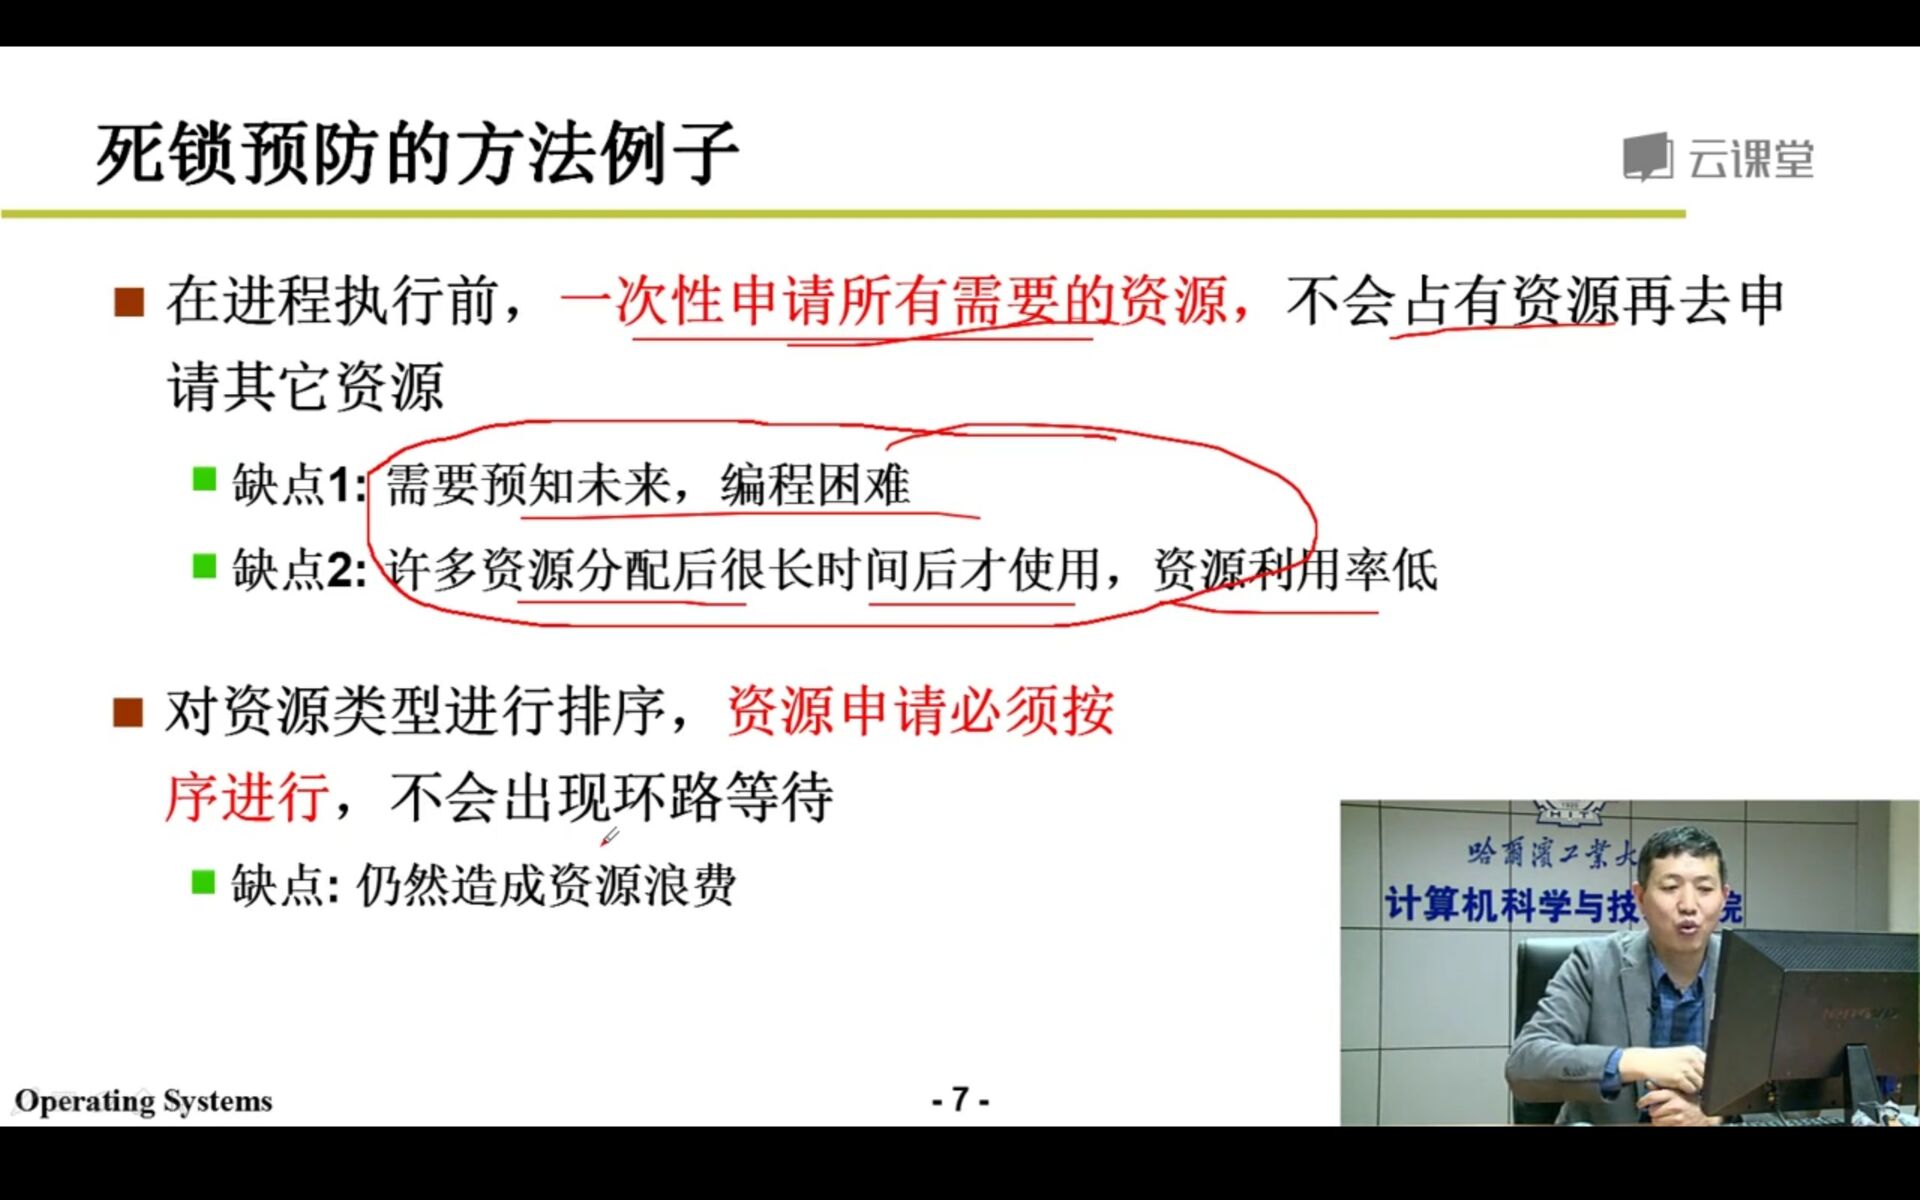 死锁预防的方法例子
云课堂
在进程执行前，一次性申请所有需要的资源，不会占有资源再去申
请其它资源
缺点1: 需要预知未来，编程困难
缺点2: 许多资源分配后很长时间后才使用，资源利用率低
对资源类型进行排序，资源申请必须按
序进行，不会出现环路等待
缺点: 仍然造成资源浪费
HIT
哈爾濱工業大
计算机科学与技 院
Operating Systems
- 7 -